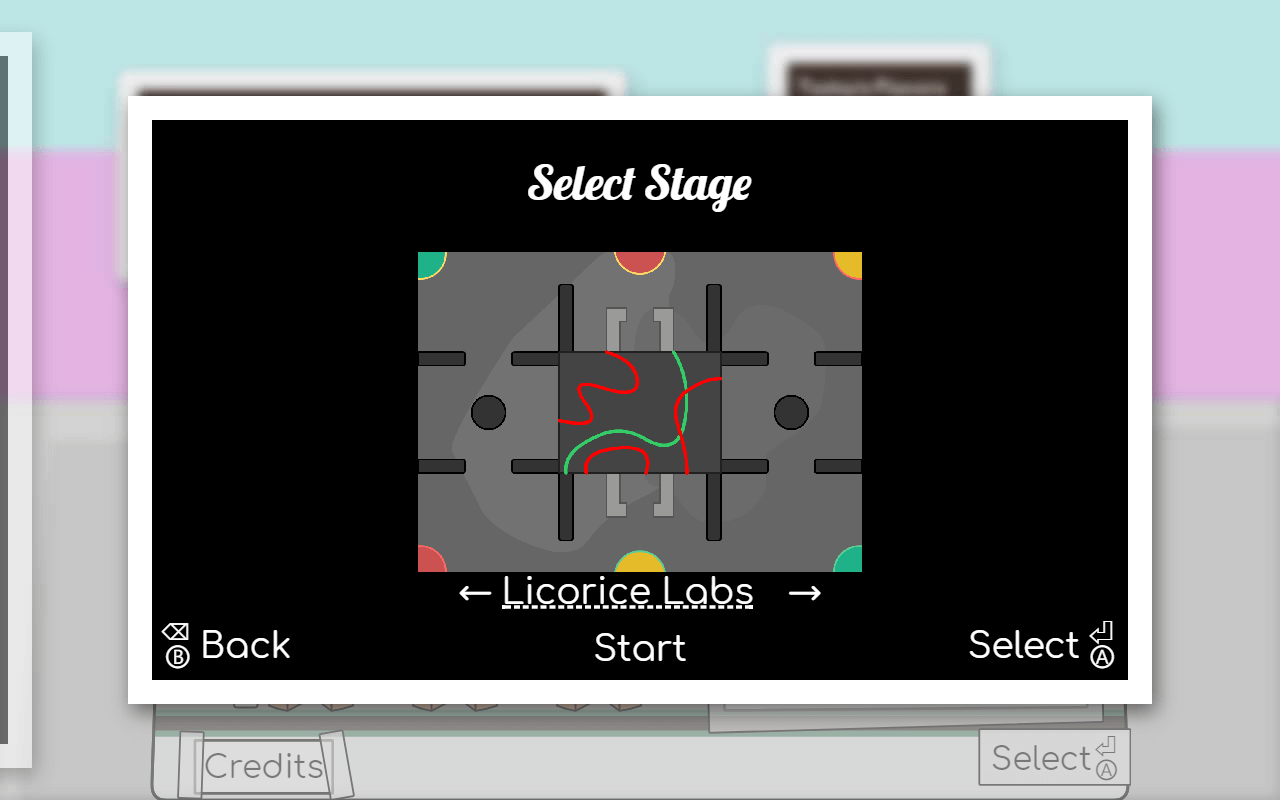 Select Stage
← Licorice Labs →
Back
B
Start
Select
A
Credits
Select
A